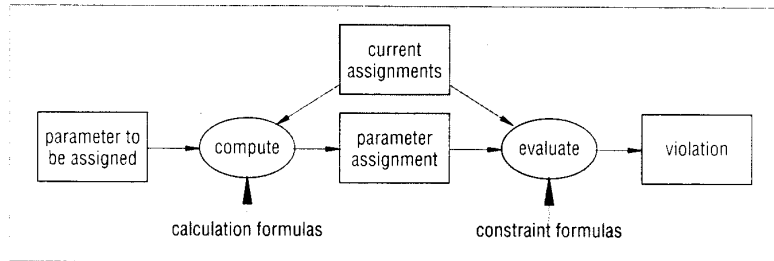 current
assignments
parameter to
be assigned
compute
parameter
assignment
evaluate
violation
calculation formulas
constraint formulas